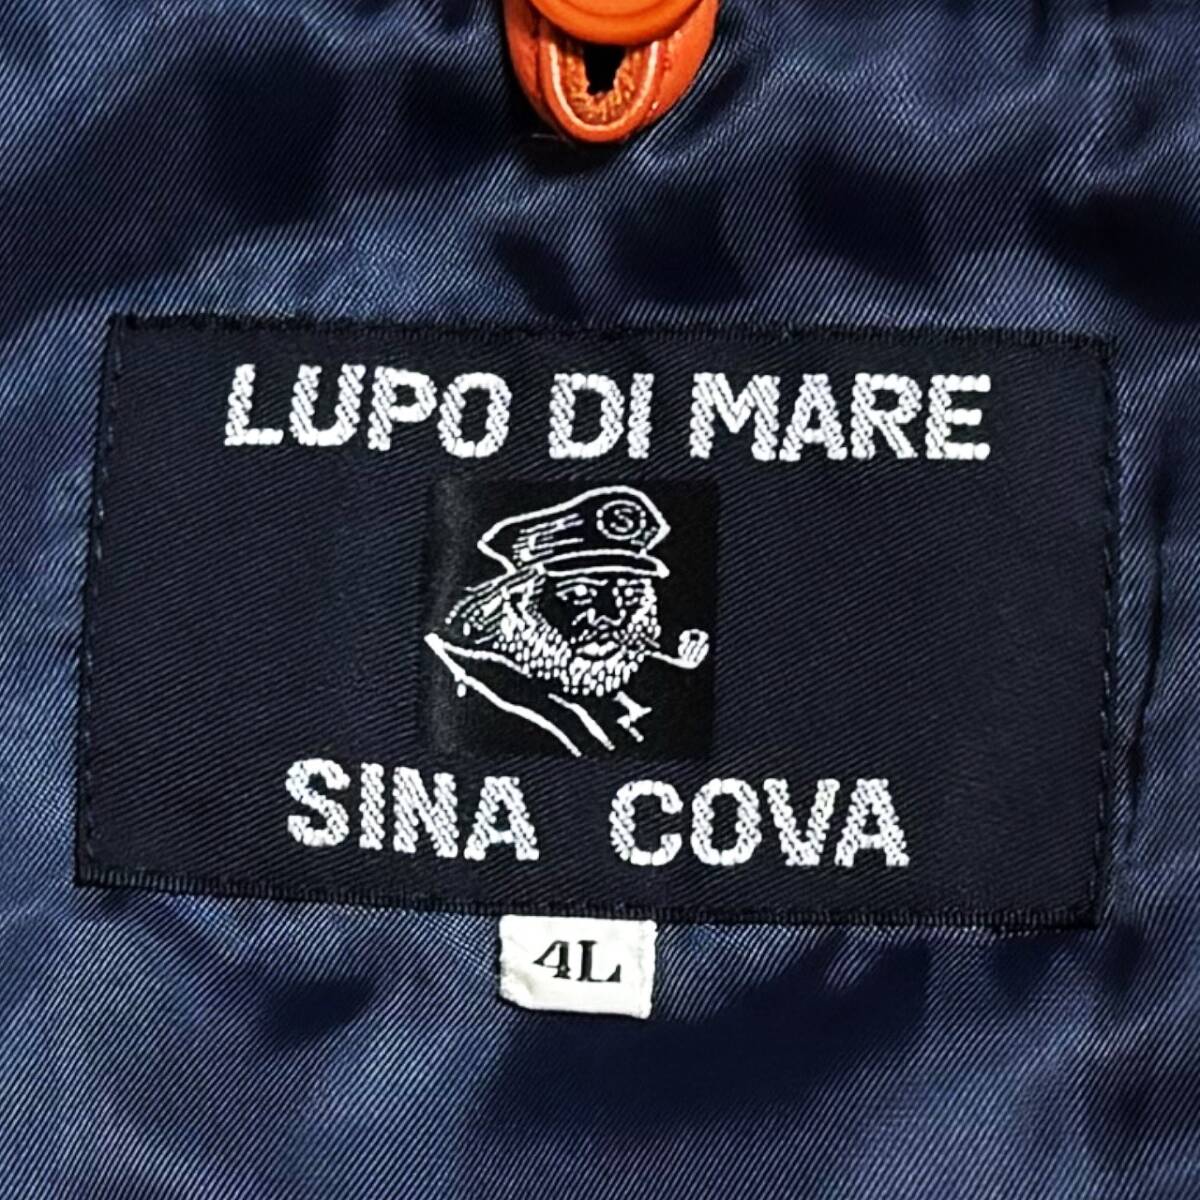 LUPO DI MARE
S
SINA COVA
4L